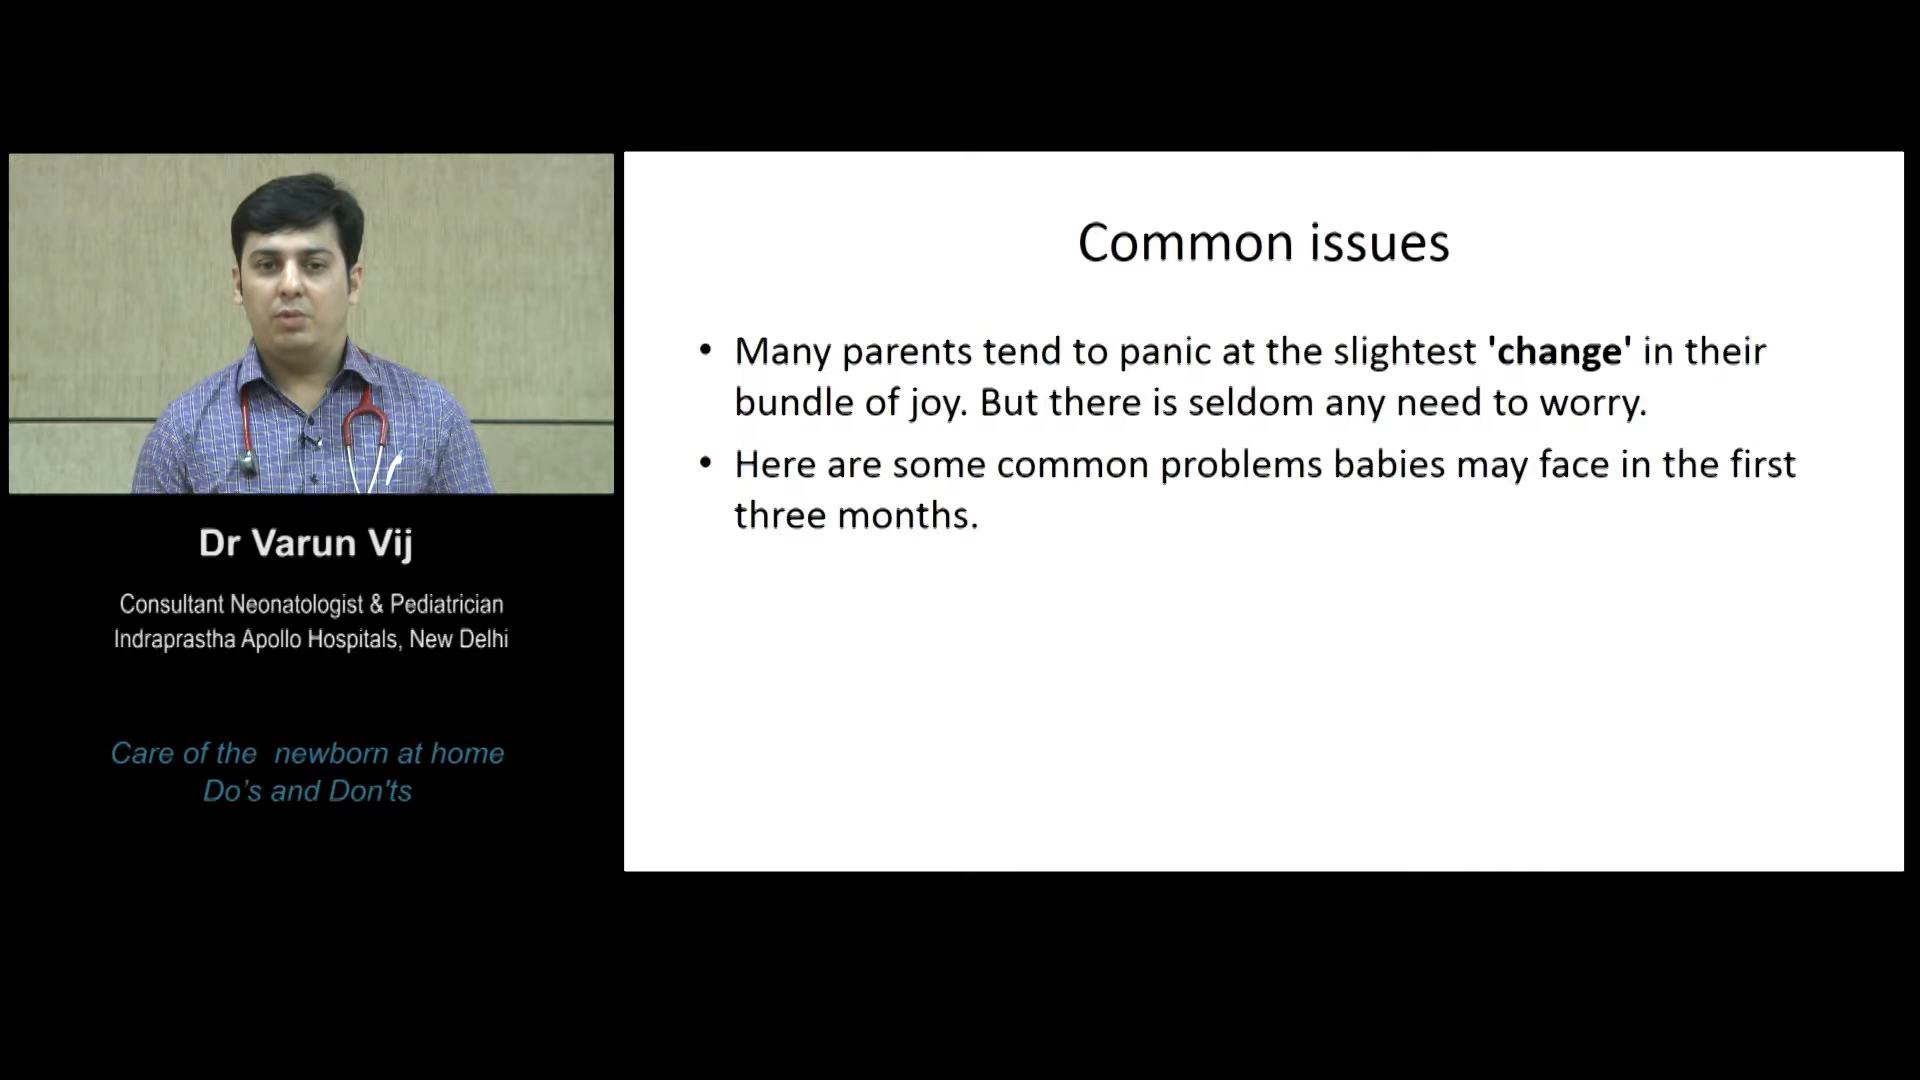 Dr Varun Vij
Consultant Neonatologist & Pediatrician
Indraprastha Apollo Hospitals, New Delhi
Care of the  newborn at home
Do’s and Don'ts
Common issues
• Many parents tend to panic at the slightest 'change' in their
bundle of joy. But there is seldom any need to worry.
• Here are some common problems babies may face in the first
three months.